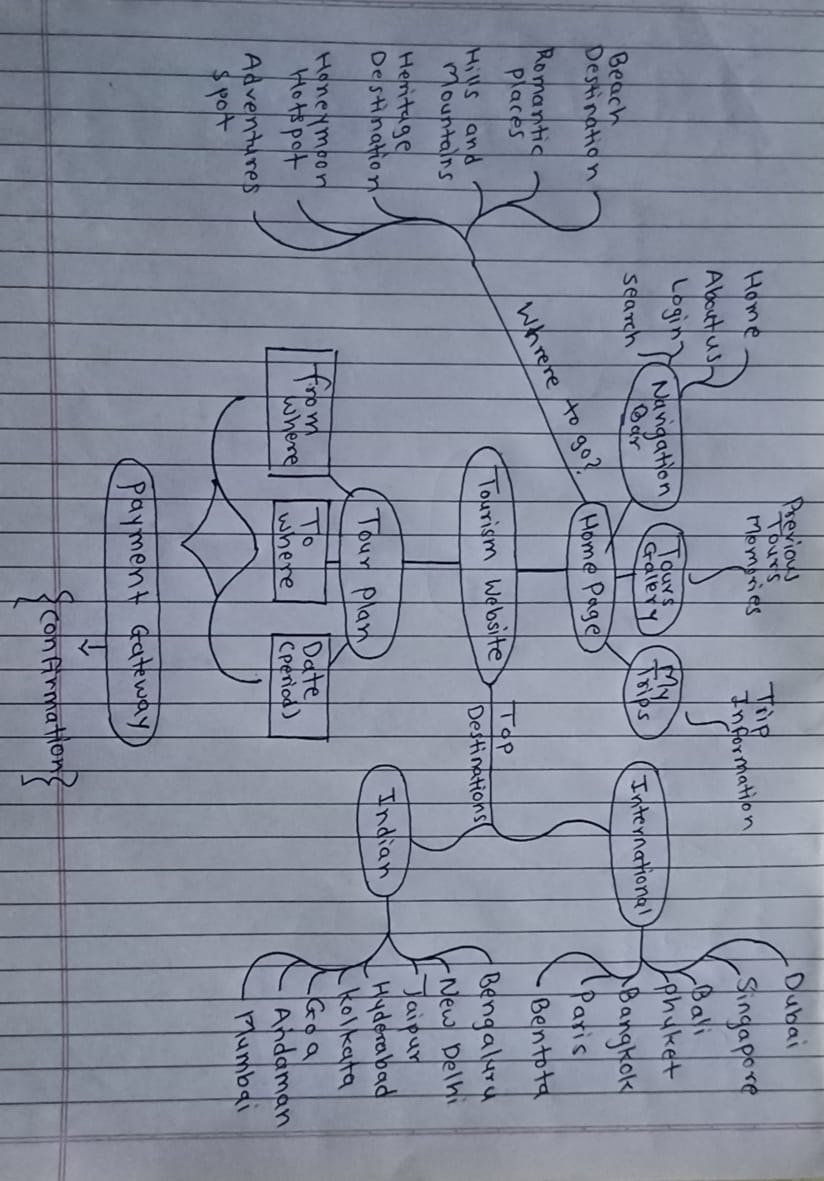 Previous
Tours
Memories
Trip
Information
Home
About us
Login
Search
Navigation
Bar
Tours
Galery
My
Trips
Home Page
Whrere to go?
Beach
Destination
Romantic
places
Hills and
Mountains
Heritage
Destination
Honeymoon
Hotspot
Adventures
spot
Tourism Website
Top
Destinations
International
Dubai
Singapore
Bali
Phuket
Bangkok
Paris
Bentota
Indian
Bengaluru
New Delhi
Jaipur
Hyderabad
Kolkata
Goa
Andaman
Mumbai
Tour plan
from
where
To
where
Date
(period)
Payment Gateway
{Confirmation}